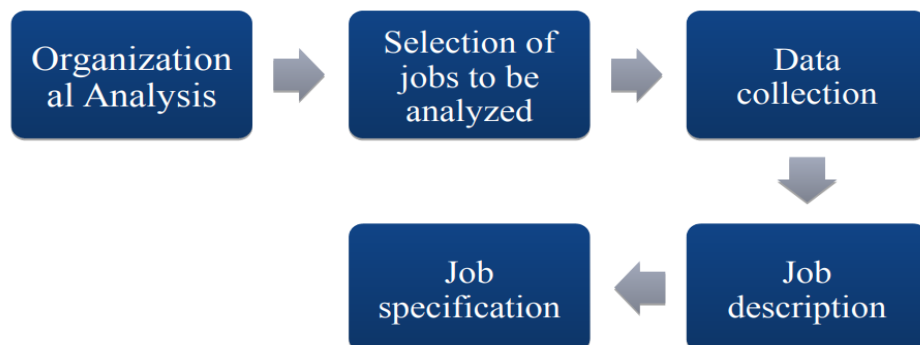 Organization
al Analysis
Selection of
jobs to be
analyzed
Data
collection
Job
description
Job
specification